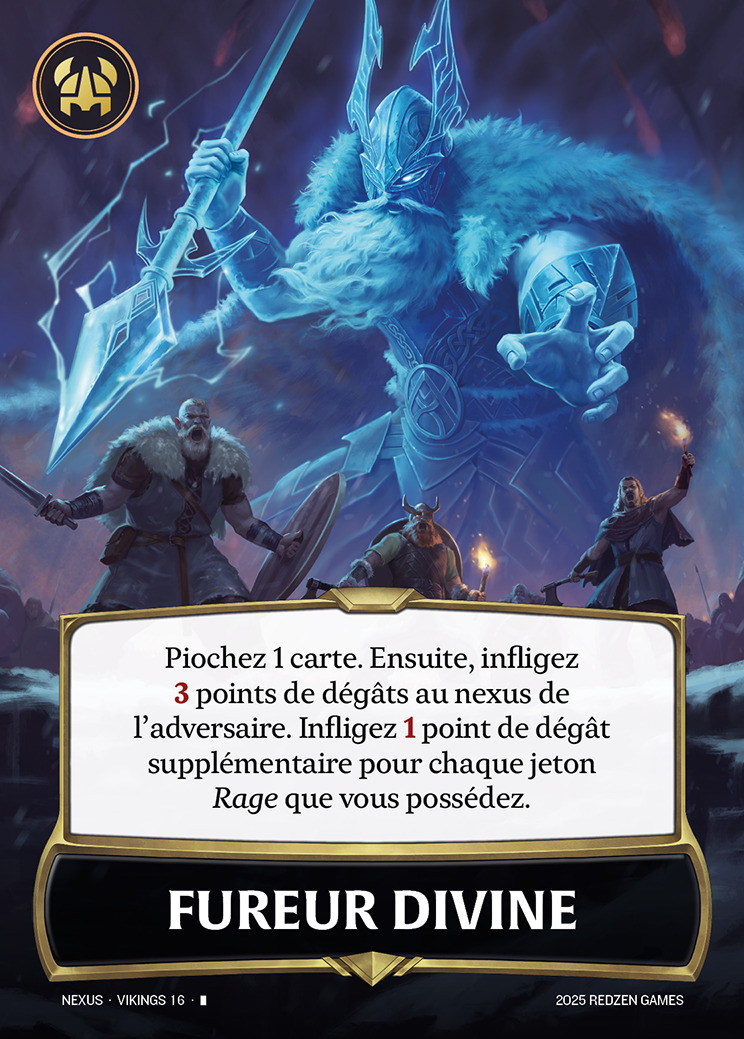 Piochez 1 carte. Ensuite, infligez
3 points de dégâts au nexus de
l’adversaire. Infligez 1 point de dégât
supplémentaire pour chaque jeton
Rage que vous possédez.
FUREUR DIVINE
NEXUS · VIKINGS 16 ·
2025 REDZEN GAMES